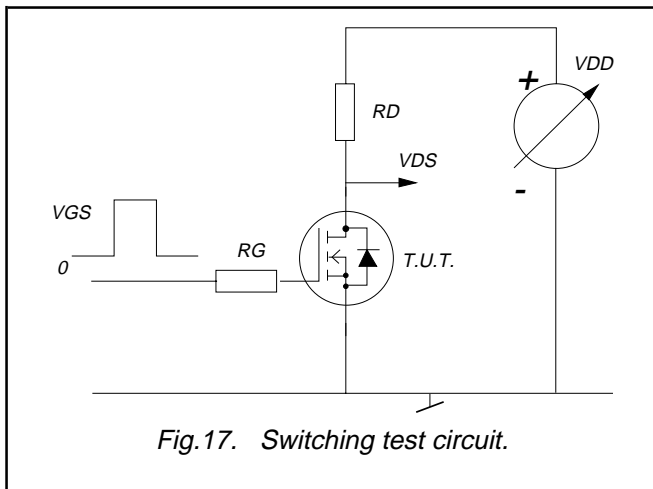 VDD
+
RD
VDS
-
VGS
RG
T.U.T.
0
Fig.17. Switching test circuit.